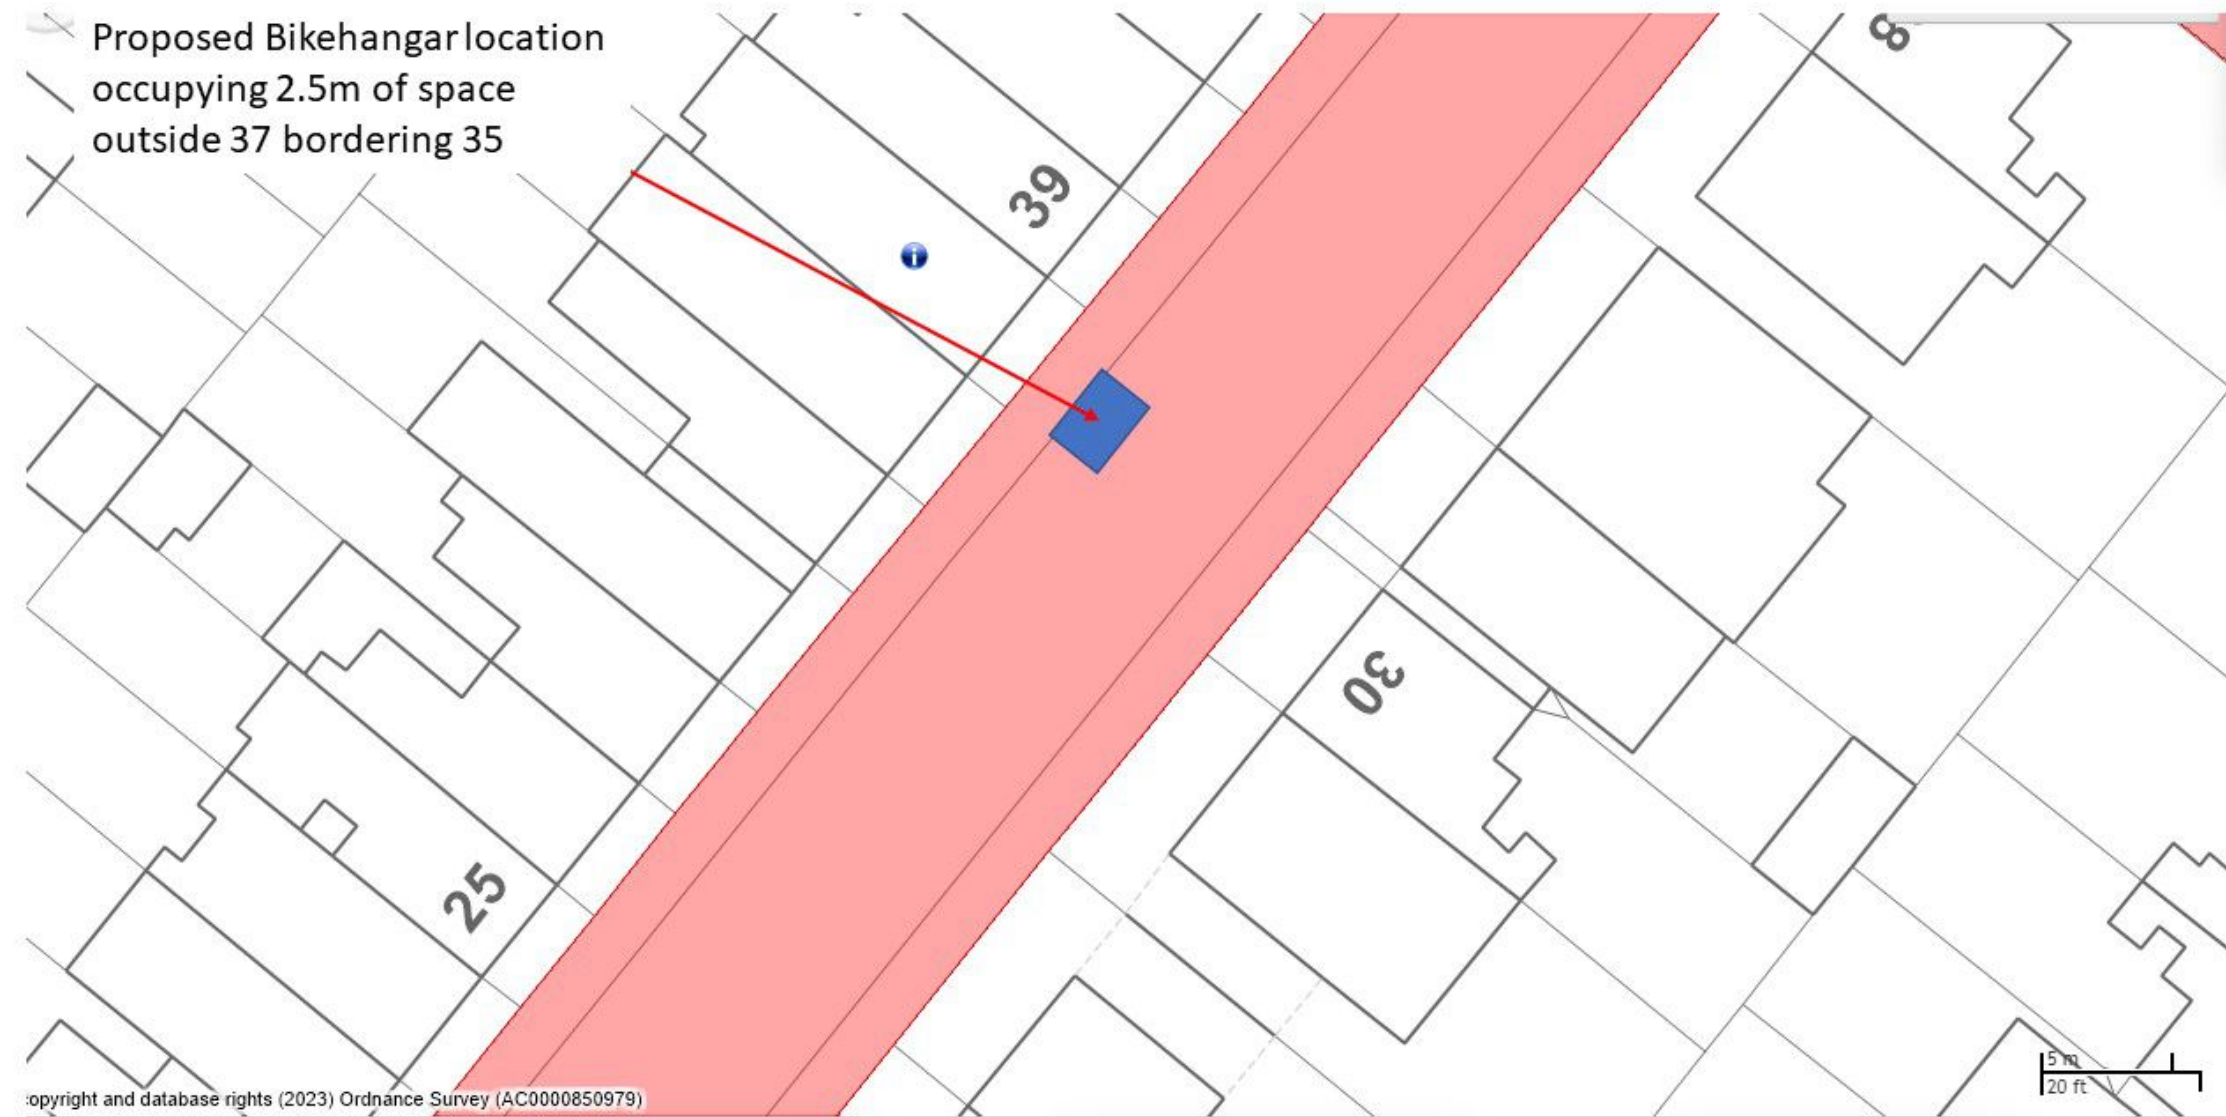 Proposed Bikehangar location
occupying 2.5m of space
outside 37 bordering 35
8
39
30
25
5 m
20 ft
opyright and database rights (2023) Ordnance Survey (AC0000850979)